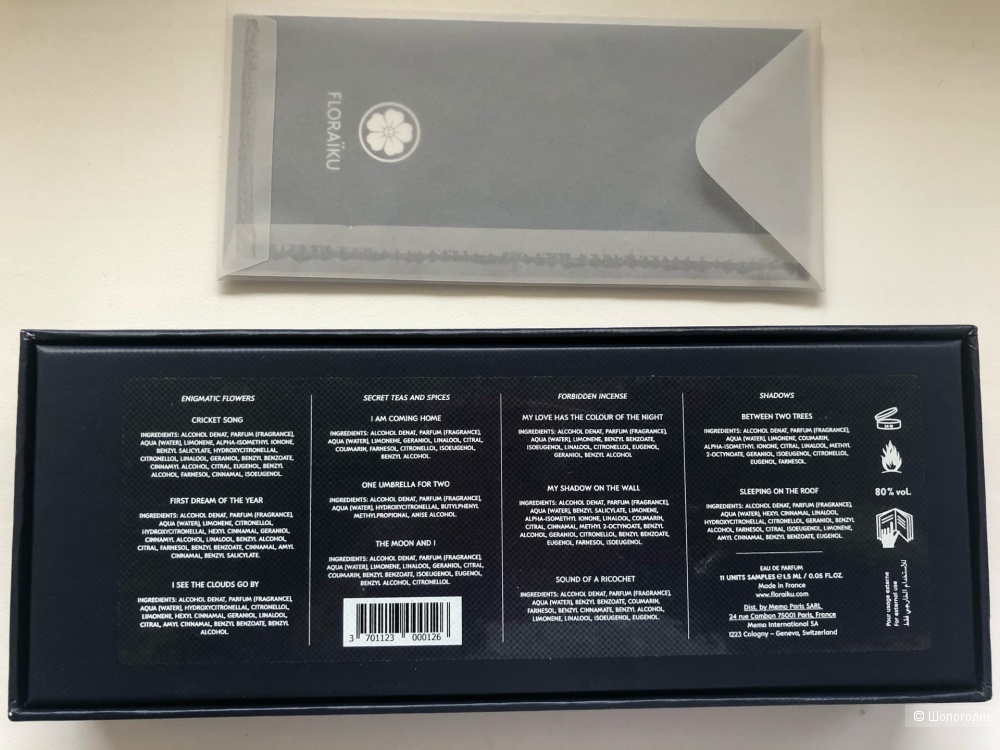 FLORAÏKU
ENIGMATIC FLOWERS
CRICKET SONG
INGREDIENTS: ALCOHOL DENAT, PARFUM (FRAGRANCE),
AQUA (WATER), LIMONENE, ALPHA-ISOMETHYL IONONE,
BENZYL SALICYLATE, HYDROXYCITRONELLAL,
CITRONELLOL, LINALOOL, GERANIOL, BENZYL BENZOATE,
CINNAMYL ALCOHOL, CITRAL, EUGENOL, BENZYL
ALCOHOL, FARNESOL, CINNAMAL, ISOEUGENOL.
FIRST DREAM OF THE YEAR
INGREDIENTS: ALCOHOL DENAT, PARFUM (FRAGRANCE),
AQUA (WATER), LIMONENE, CITRONELLOL,
HYDROXYCITRONELLAL, HEXYL CINNAMAL, GERANIOL,
CINNAMYL ALCOHOL, LINALOOL, BENZYL ALCOHOL,
CITRAL, FARNESOL, BENZYL BENZOATE, CINNAMAL, AMYL
CINNAMAL, BENZYL SALICYLATE.
I SEE THE CLOUDS GO BY
INGREDIENTS: ALCOHOL DENAT, PARFUM (FRAGRANCE),
AQUA (WATER), HYDROXYCITRONELLAL, CITRONELLOL,
LIMONENE, HEXYL CINNAMAL, GERANIOL, LINALOOL,
CITRAL, AMYL CINNAMAL, BENZYL BENZOATE, BENZYL
ALCOHOL.
SECRET TEAS AND SPICES
I AM COMING HOME
INGREDIENTS: ALCOHOL DENAT, PARFUM (FRAGRANCE),
AQUA (WATER), LIMONENE, GERANIOL, LINALOOL, CITRAL,
COUMARIN, FARNESOL, CITRONELLOL, ISOEUGENOL,
BENZYL ALCOHOL.
ONE UMBRELLA FOR TWO
INGREDIENTS: ALCOHOL DENAT, PARFUM (FRAGRANCE),
AQUA (WATER), HYDROXYCITRONELLAL, BUTYLPHENYL
METHYLPROPIONAL, ANISE ALCOHOL.
THE MOON AND I
INGREDIENTS: ALCOHOL DENAT, PARFUM (FRAGRANCE),
AQUA (WATER), LIMONENE, LINALOOL, GERANIOL, CITRAL,
COUMARIN, BENZYL BENZOATE, ISOEUGENOL, EUGENOL,
BENZYL ALCOHOL, CITRONELLOL.
3 701123 000126
FORBIDDEN INCENSE
MY LOVE HAS THE COLOUR OF THE NIGHT
INGREDIENTS: ALCOHOL DENAT, PARFUM (FRAGRANCE),
AQUA (WATER), LIMONENE, BENZYL BENZOATE,
ISOEUGENOL, LINALOOL, CITRONELLOL, EUGENOL,
GERANIOL, BENZYL ALCOHOL
MY SHADOW ON THE WALL
INGREDIENTS: ALCOHOL DENAT, PARFUM (FRAGRANCE),
AQUA (WATER), BENZYL SALICYLATE, LIMONENE,
ALPHA-ISOMETHYL IONONE, LINALOOL, COUMARIN,
CITRAL, CINNAMAL, METHYL 2-OCTYNOATE, BENZYL
ALCOHOL, GERANIOL, CITRONELLOL, BENZYL BENZOATE,
EUGENOL, FARNESOL, ISOEUGENOL.
SOUND OF A RICOCHET
INGREDIENTS: ALCOHOL DENAT, PARFUM (FRAGRANCE),
AQUA (WATER), BENZYL BENZOATE, COUMARIN,
FARNESOL, BENZYL CINNAMATE, BENZYL ALCOHOL,
LIMONENE, LINALOOL, ISOEUGENOL, EUGENOL.
SHADOWS
BETWEEN TWO TREES
INGREDIENTS: ALCOHOL DENAT, PARFUM (FRAGRANCE),
AQUA (WATER), LIMONENE, COUMARIN,
ALPHA-ISOMETHYL IONONE, CITRAL, LINALOOL, METHYL
2-OCTYNOATE, GERANIOL, ISOEUGENOL, CITRONELLOL,
EUGENOL, FARNESOL.
SLEEPING ON THE ROOF
INGREDIENTS: ALCOHOL DENAT, PARFUM (FRAGRANCE),
AQUA (WATER), HEXYL CINNAMAL, LINALOOL,
HYDROXYCITRONELLAL, CITRONELLOL, GERANIOL, BENZYL
ALCOHOL, LIMONENE, BENZYL SALICYLATE, CITRAL,
AMYL CINNAMAL, BENZYL BENZOATE, EUGENOL.
EAU DE PARFUM
11 UNITS SAMPLES e 1.5 ML / 0.05 FL.OZ.
Made in France
www.floraiku.com
Dist. by Memo Paris SARL
24 rue Cambon 75001 Paris, France
Memo International SA
1223 Cologny – Geneva, Switzerland
80% vol.
Pour usage externe
For external use
للاستخدام الخارجي فقط
© Шопоголик